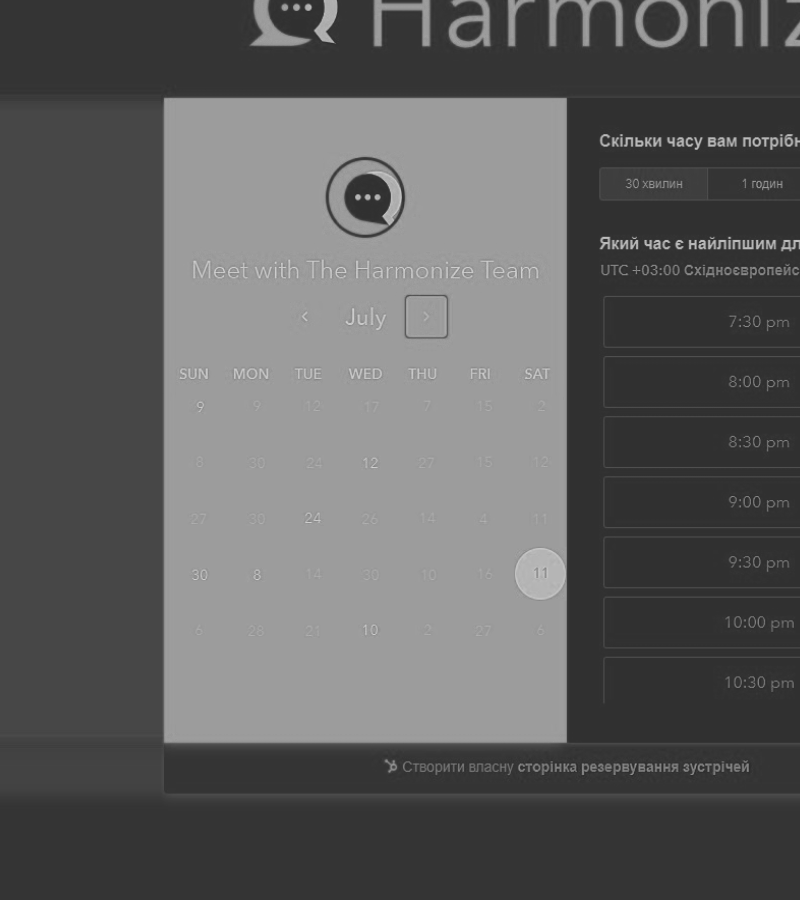 Harmoniz
Meet with The Harmonize Team
July
SUN MON TUE WED THU FRI SAT
9 9 12 17 7 15 2
8 30 24 12 27 15 12
27 30 24 26 14 4 11
30 8 14 30 10 16 11
6 28 21 10 2 27 6
Скільки часу вам потрібн
30 хвилин 1 годин
Який час є найліпшим дл
UTC +03:00 Східноєвропейс
7:30 pm
8:00 pm
8:30 pm
9:00 pm
9:30 pm
10:00 pm
10:30 pm
Створити власну сторінка резервування зустрічей